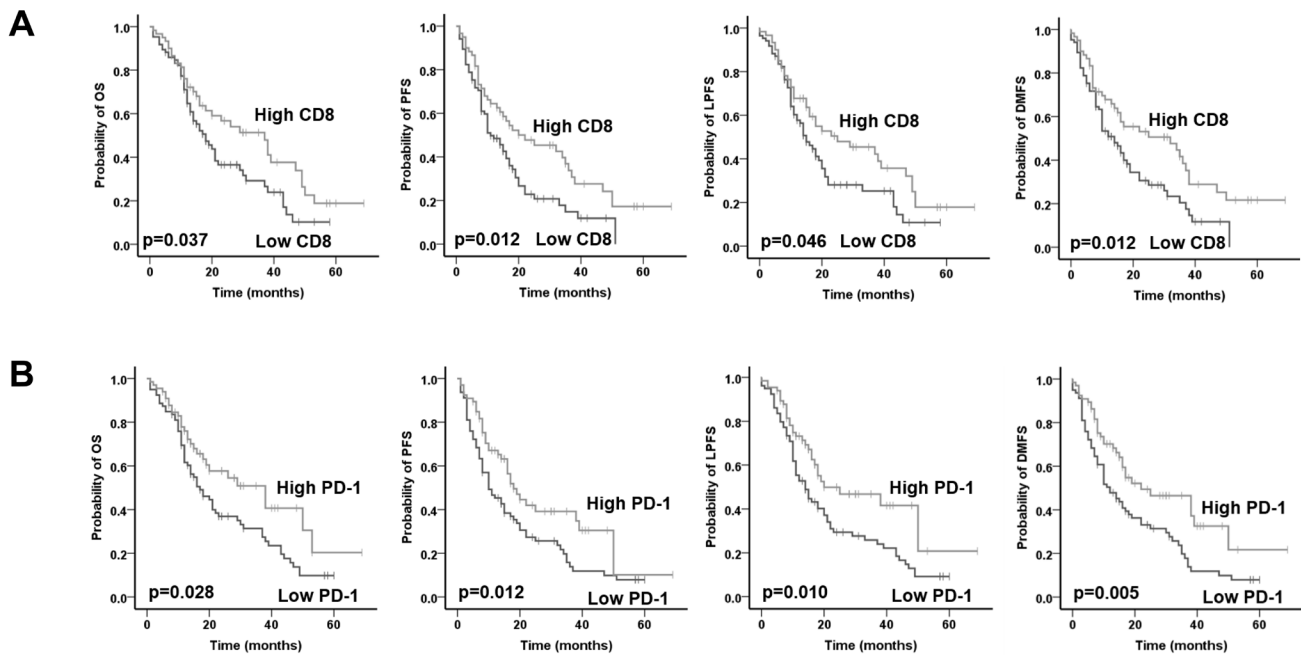 A
Probability of OS
1.0
0.8
0.6
0.4
0.2
0.0
High CD8
Low CD8
p=0.037
0 20 40 60
Time (months)
Probability of PFS
1.0
0.8
0.6
0.4
0.2
0.0
High CD8
Low CD8
p=0.012
0 20 40 60
Time (months)
Probability of LPFS
1.0
0.8
0.6
0.4
0.2
0.0
High CD8
Low CD8
p=0.046
0 20 40 60
Time (months)
Probability of DMFS
1.0
0.8
0.6
0.4
0.2
0.0
High CD8
Low CD8
p=0.012
0 20 40 60
Time (months)
B
Probability of OS
1.0
0.8
0.6
0.4
0.2
0.0
High PD-1
Low PD-1
p=0.028
0 20 40 60
Time (months)
Probability of PFS
1.0
0.8
0.6
0.4
0.2
0.0
High PD-1
Low PD-1
p=0.012
0 20 40 60
Time (months)
Probability of LPFS
1.0
0.8
0.6
0.4
0.2
0.0
High PD-1
Low PD-1
p=0.010
0 20 40 60
Time (months)
Probability of DMFS
1.0
0.8
0.6
0.4
0.2
0.0
High PD-1
Low PD-1
p=0.005
0 20 40 60
Time (months)